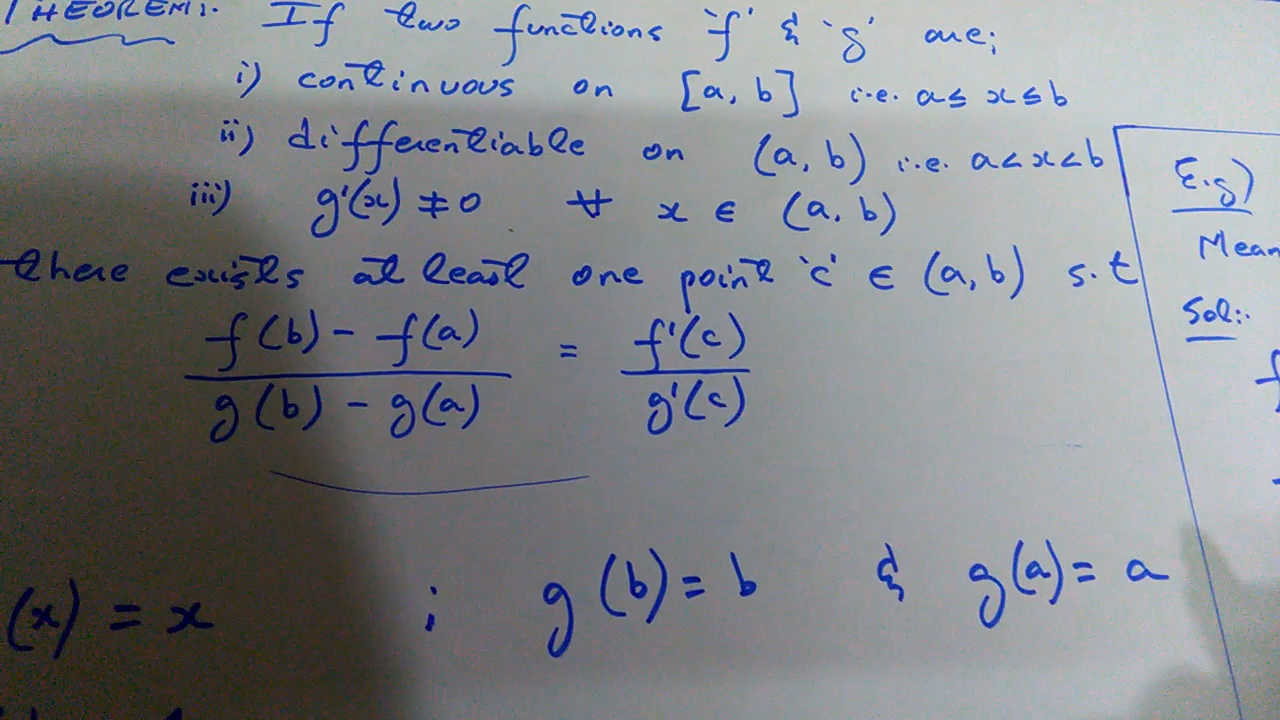 THEOREM:. If two functions 'f' & 'g' are;
i) continuous on [a, b] i.e. a≤ x≤b
ii) differentiable on (a, b) i.e. a<x<b
iii) g'(x) ≠ 0 ∀ x ∈ (a, b)
there exists at least one point 'c' ∈ (a, b) s.t
f(b) - f(a) / g(b) - g(a) = f'(c) / g'(c)
(x) = x ; g(b) = b & g(a) = a
E.g)
Mean
Sol:.
f